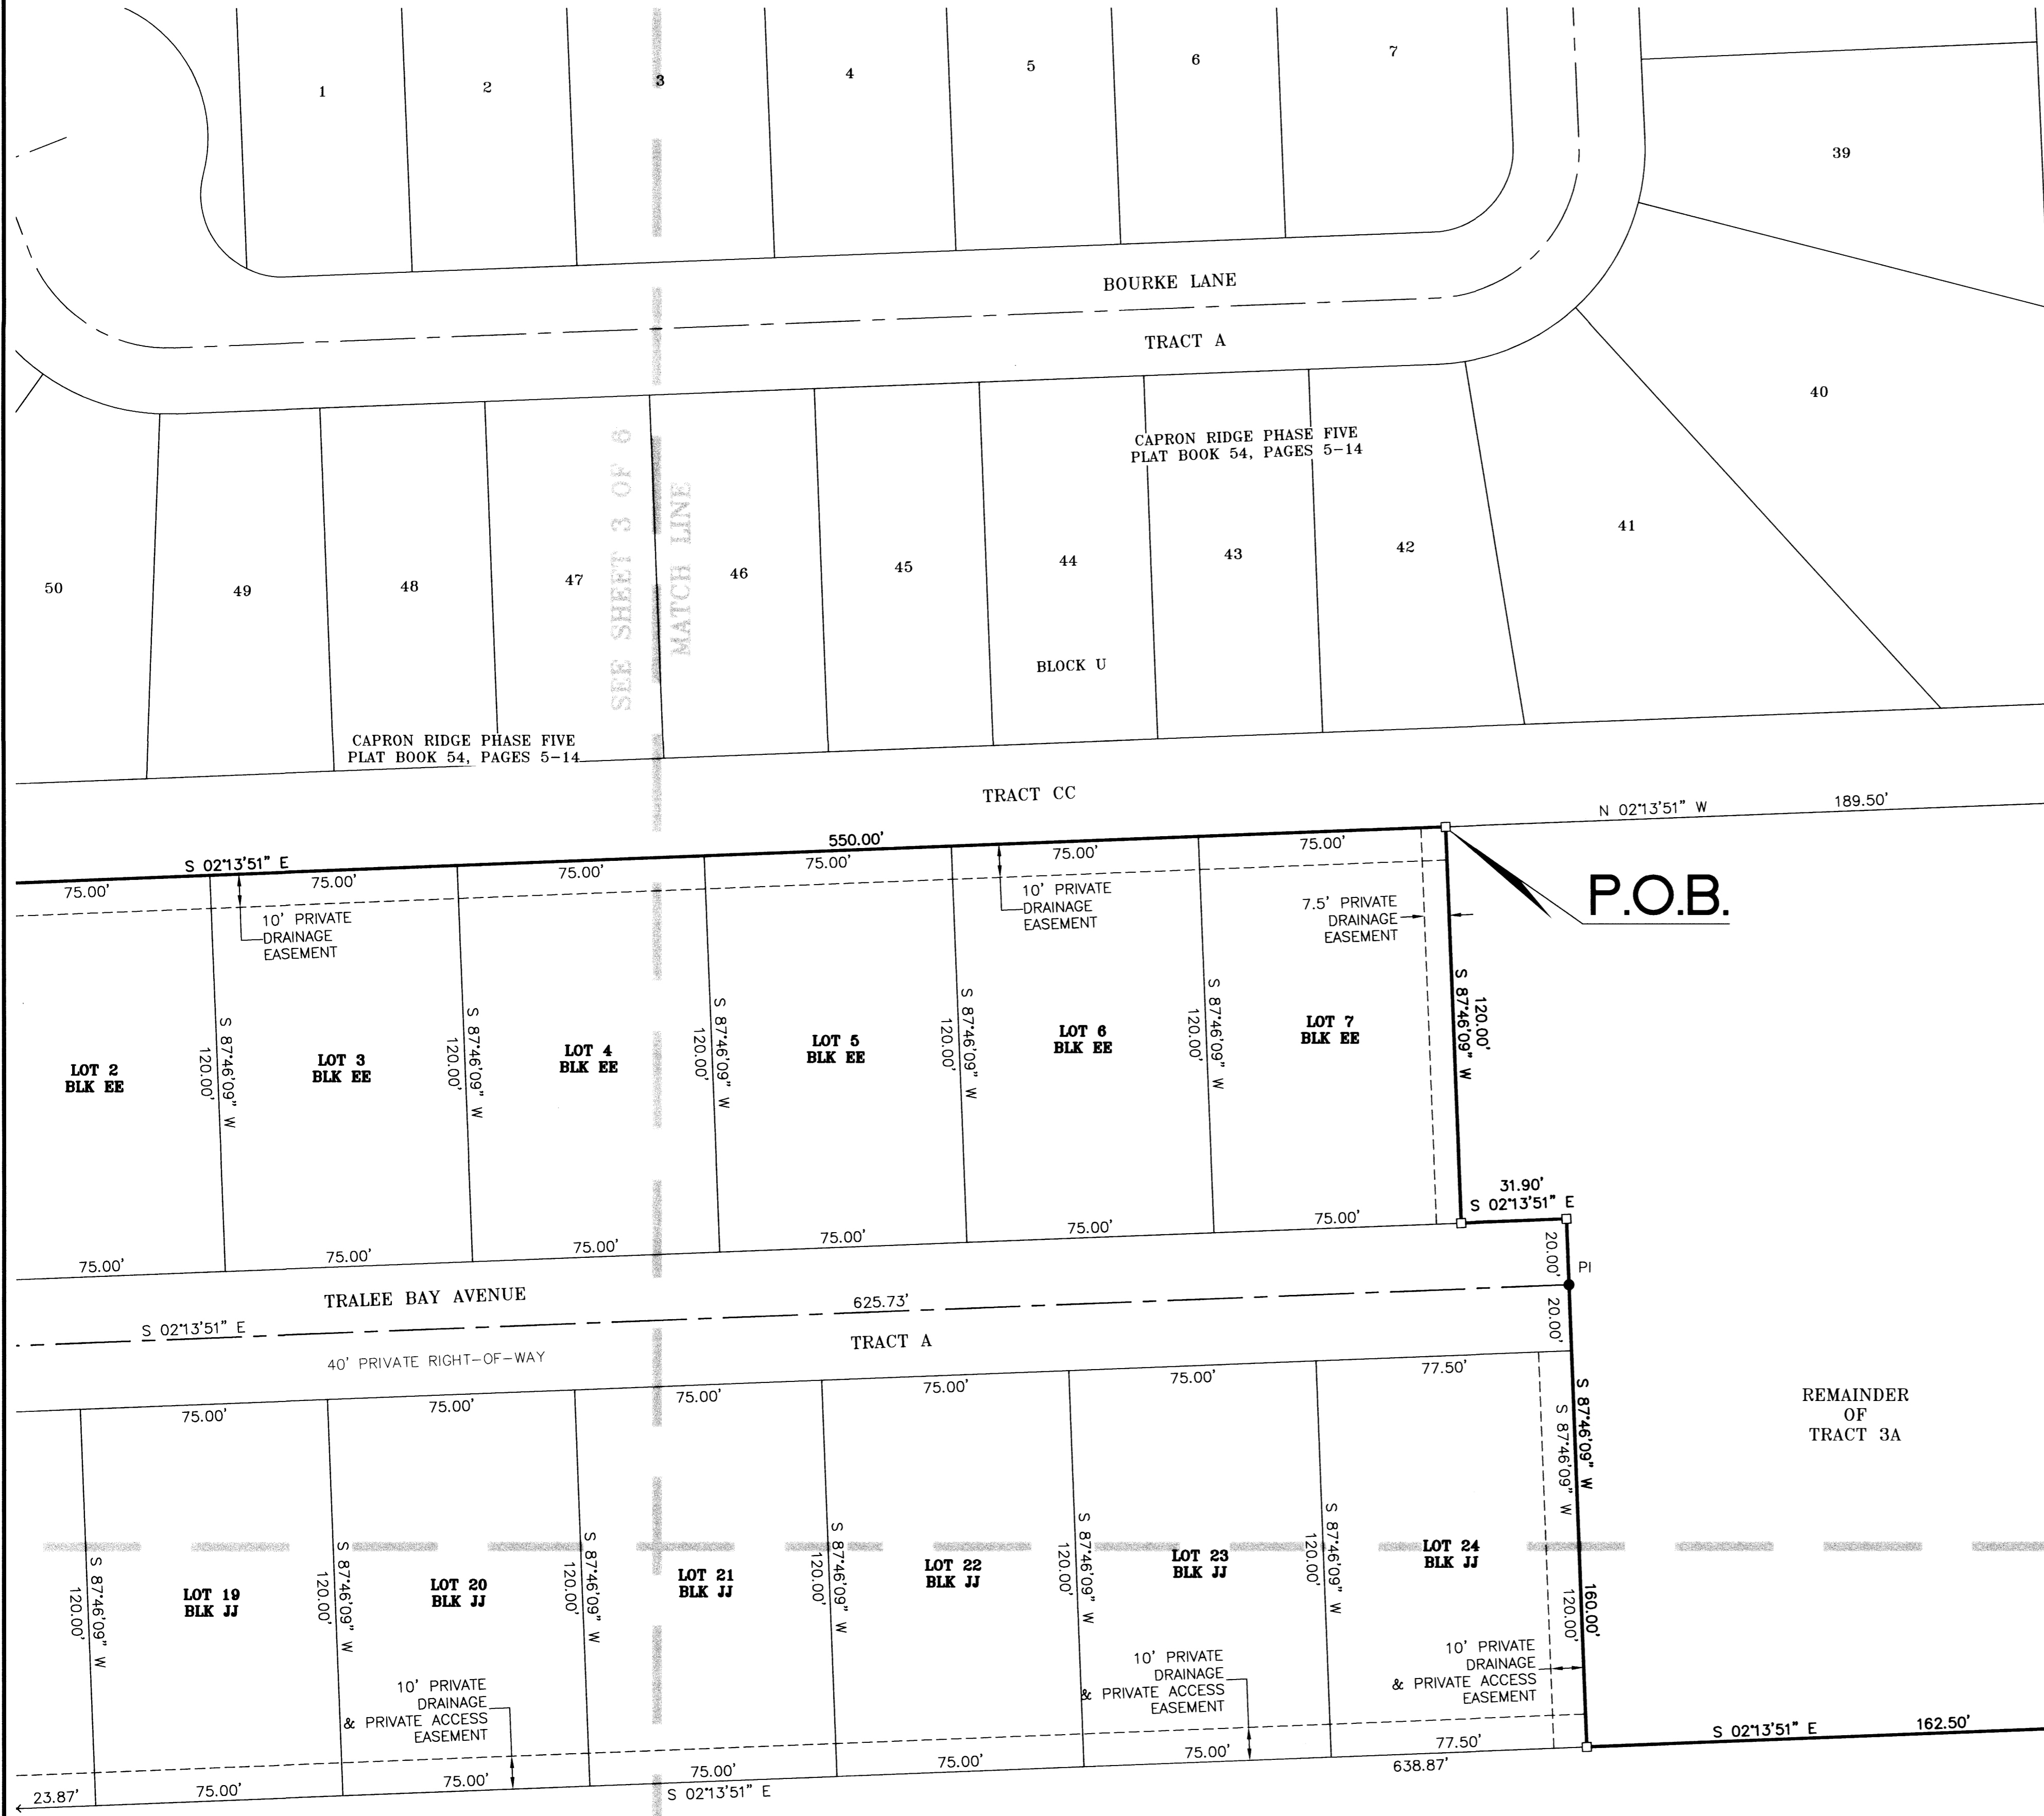 1
2
3
4
5
6
7
39
BOURKE LANE
TRACT A
40
CAPRON RIDGE PHASE FIVE
PLAT BOOK 54, PAGES 5-14
41
42
43
44
45
46
47
48
49
50
SEE SHEET 3 OF 6
MATCH LINE
BLOCK U
CAPRON RIDGE PHASE FIVE
PLAT BOOK 54, PAGES 5-14
TRACT CC
N 02°13'51" W
189.50'
550.00'
S 02°13'51" E
75.00'
75.00'
75.00'
75.00'
75.00'
75.00'
P.O.B.
10' PRIVATE
DRAINAGE
EASEMENT
10' PRIVATE
DRAINAGE
EASEMENT
7.5' PRIVATE
DRAINAGE
EASEMENT
S 87°46'09" W
120.00'
S 87°46'09" W
120.00'
S 87°46'09" W
120.00'
S 87°46'09" W
120.00'
S 87°46'09" W
120.00'
120.00'
S 87°46'09" W
LOT 2
BLK EE
LOT 3
BLK EE
LOT 4
BLK EE
LOT 5
BLK EE
LOT 6
BLK EE
LOT 7
BLK EE
31.90'
S 02°13'51" E
75.00'
75.00'
75.00'
75.00'
75.00'
75.00'
20.00'
PI
20.00'
TRALEE BAY AVENUE
625.73'
S 02°13'51" E
TRACT A
40' PRIVATE RIGHT-OF-WAY
75.00'
75.00'
75.00'
75.00'
75.00'
77.50'
S 87°46'09" W
S 87°46'09" W
REMAINDER
OF
TRACT 3A
S 87°46'09" W
120.00'
S 87°46'09" W
120.00'
S 87°46'09" W
120.00'
S 87°46'09" W
120.00'
S 87°46'09" W
120.00'
S 87°46'09" W
120.00'
LOT 19
BLK JJ
LOT 20
BLK JJ
LOT 21
BLK JJ
LOT 22
BLK JJ
LOT 23
BLK JJ
LOT 24
BLK JJ
160.00'
120.00'
10' PRIVATE
DRAINAGE
& PRIVATE ACCESS
EASEMENT
10' PRIVATE
DRAINAGE
& PRIVATE ACCESS
EASEMENT
10' PRIVATE
DRAINAGE
& PRIVATE ACCESS
EASEMENT
S 02°13'51" E
162.50'
23.87'
75.00'
75.00'
75.00'
75.00'
75.00'
77.50'
638.87'
S 02°13'51" E